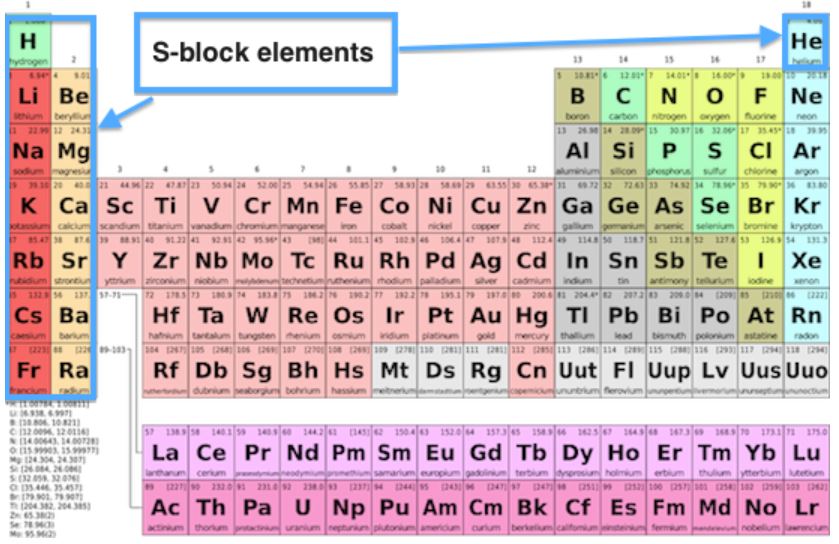 1 18
S-block elements
H He
hydrogen helium
2 13 14 15 16 17
6.94* 4 9.01 5 10.81* 6 12.01* 7 14.01* 8 16.00* 9 19.00 10 20.18
Li Be B C N O F Ne
lithium beryllium boron carbon nitrogen oxygen fluorine neon
22.99 12 24.31 13 26.98 14 28.09* 15 30.97 16 32.06* 17 35.45* 18 39.95
Na Mg Al Si P S Cl Ar
sodium magnesiu aluminium silicon phosphorus sulfur chlorine argon
3 4 5 6 7 8 9 10 11 12
39.10 20 40.0 21 44.96 22 47.87 23 50.94 24 52.00 25 54.94 26 55.85 27 58.93 28 58.69 29 63.55 30 65.38* 31 69.72 32 72.63 33 74.92 34 78.96* 35 79.90* 36 83.80
K Ca Sc Ti V Cr Mn Fe Co Ni Cu Zn Ga Ge As Se Br Kr
potassium calcium scandium titanium vanadium chromium manganese iron cobalt nickel copper zinc gallium germanium arsenic selenium bromine krypton
85.47 38 87.6 39 88.91 40 91.22 41 92.91 42 95.96* 43 [98] 44 101.1 45 102.9 46 106.4 47 107.9 48 112.4 49 114.8 50 118.7 51 121.8 52 127.6 53 126.9 54 131.3
Rb Sr Y Zr Nb Mo Tc Ru Rh Pd Ag Cd In Sn Sb Te I Xe
rubidium strontiu yttrium zirconium niobium molybdenum technetium ruthenium rhodium palladium silver cadmium indium tin antimony tellurium iodine xenon
132.9 56 137. 57-71 72 178.5 73 180.9 74 183.8 75 186.2 76 190.2 77 192.2 78 195.1 79 197.0 80 200.6 81 204.4* 82 207.2 83 209.0 84 [209] 85 [210] 86 [222]
Cs Ba Hf Ta W Re Os Ir Pt Au Hg Tl Pb Bi Po At Rn
caesium barium hafnium tantalum tungsten rhenium osmium iridium platinum gold mercury thallium lead bismuth polonium astatine radon
[223] 88 [226 89-103 104 [267] 105 [268] 106 [269] 107 [270] 108 [269] 109 [278] 110 [281] 111 [281] 112 [285] 113 [286] 114 [289] 115 [288] 116 [293] 117 [294] 118 [294]
Fr Ra Rf Db Sg Bh Hs Mt Ds Rg Cn Uut Fl Uup Lv Uus Uuo
francium radium rutherfordium dubnium seaborgium bohrium hassium meitnerium darmstadtium roentgenium copernicium ununtrium flerovium ununpentium livermorium ununseptium ununoctium
*H: [1.00784, 1.00811]
Li: [6.938, 6.997]
B: [10.806, 10.821]
C: [12.0096, 12.0116]
N: [14.00643, 14.00728]
O: [15.99903, 15.99977]
Mg: [24.304, 24.307]
Si: [26.084, 26.086]
S: [32.059, 32.076]
Cl: [35.446, 35.457]
Br: [79.901, 79.907]
Tl: [204.382, 204.385]
Zn: 65.38(2)
Se: 78.96(3)
Mo: 95.96(2)
57 138.9 58 140.1 59 140.9 60 144.2 61 [145] 62 150.4 63 152.0 64 157.3 65 158.9 66 162.5 67 164.9 68 167.3 69 168.9 70 173.1 71 175.0
La Ce Pr Nd Pm Sm Eu Gd Tb Dy Ho Er Tm Yb Lu
lanthanum cerium praseodymium neodymium promethium samarium europium gadolinium terbium dysprosium holmium erbium thulium ytterbium lutetium
89 [227] 90 232.0 91 231.0 92 238.0 93 [237] 94 [244] 95 [243] 96 [247] 97 [247] 98 [251] 99 [252] 100 [257] 101 [258] 102 [259] 103 [262]
Ac Th Pa U Np Pu Am Cm Bk Cf Es Fm Md No Lr
actinium thorium protactinium uranium neptunium plutonium americium curium berkelium californium einsteinium fermium mendelevium nobelium lawrencium